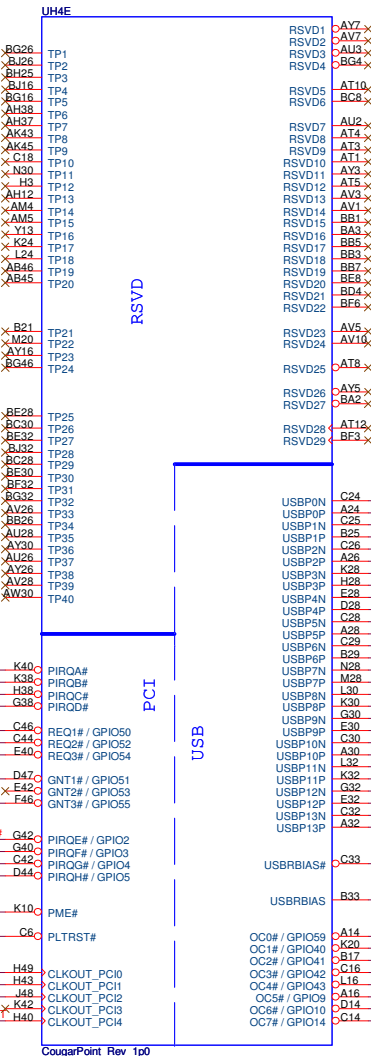 UH4E
BG26 TP1
BJ26 TP2
BH25 TP3
BJ16 TP4
BG16 TP5
AH38 TP6
AH37 TP7
AK43 TP8
AK45 TP9
C18 TP10
N30 TP11
H3 TP12
AH12 TP13
AM4 TP14
AM5 TP15
Y13 TP16
K24 TP17
L24 TP18
AB46 TP19
AB45 TP20
B21 TP21
M20 TP22
AY16 TP23
BG46 TP24
BE28 TP25
BC30 TP26
BE32 TP27
BJ32 TP28
BC28 TP29
BE30 TP30
BF32 TP31
BG32 TP32
AV26 TP33
BB26 TP34
AU28 TP35
AY30 TP36
AU26 TP37
AY26 TP38
AV28 TP39
AW30 TP40
RSVD
RSVD1 AY7
RSVD2 AV7
RSVD3 AU3
RSVD4 BG4
RSVD5 AT10
RSVD6 BC8
RSVD7 AU2
RSVD8 AT4
RSVD9 AT3
RSVD10 AT1
RSVD11 AY3
RSVD12 AT5
RSVD13 AV3
RSVD14 AV1
RSVD15 BB1
RSVD16 BA3
RSVD17 BB5
RSVD18 BB3
RSVD19 BB7
RSVD20 BE8
RSVD21 BD4
RSVD22 BF6
RSVD23 AV5
RSVD24 AV10
RSVD25 AT8
RSVD26 AY5
RSVD27 BA2
RSVD28 AT12
RSVD29 BF3
K40 PIRQA#
K38 PIRQB#
H38 PIRQC#
G38 PIRQD#
C46 REQ1# / GPIO50
C44 REQ2# / GPIO52
E40 REQ3# / GPIO54
D47 GNT1# / GPIO51
E42 GNT2# / GPIO53
F46 GNT3# / GPIO55
G42 PIRQE# / GPIO2
G40 PIRQF# / GPIO3
C42 PIRQG# / GPIO4
D44 PIRQH# / GPIO5
K10 PME#
C6 PLTRST#
H49 CLKOUT_PCI0
H43 CLKOUT_PCI1
J48 CLKOUT_PCI2
K42 CLKOUT_PCI3
H40 CLKOUT_PCI4
PCI
USB
USBP0N C24
USBP0P A24
USBP1N C25
USBP1P B25
USBP2N C26
USBP2P A26
USBP3N K28
USBP3P H28
USBP4N E28
USBP4P D28
USBP5N C28
USBP5P A28
USBP6N C29
USBP6P B29
USBP7N N28
USBP7P M28
USBP8N L30
USBP8P K30
USBP9N G30
USBP9P E30
USBP10N C30
USBP10P A30
USBP11N L32
USBP11P K32
USBP12N G32
USBP12P E32
USBP13N C32
USBP13P A32
USBRBIAS# C33
USBRBIAS B33
OC0# / GPIO59 A14
OC1# / GPIO40 K20
OC2# / GPIO41 B17
OC3# / GPIO42 C16
OC4# / GPIO43 L16
OC5# / GPIO9 A16
OC6# / GPIO10 D14
OC7# / GPIO14 C14
CougarPoint_Rev_1p0